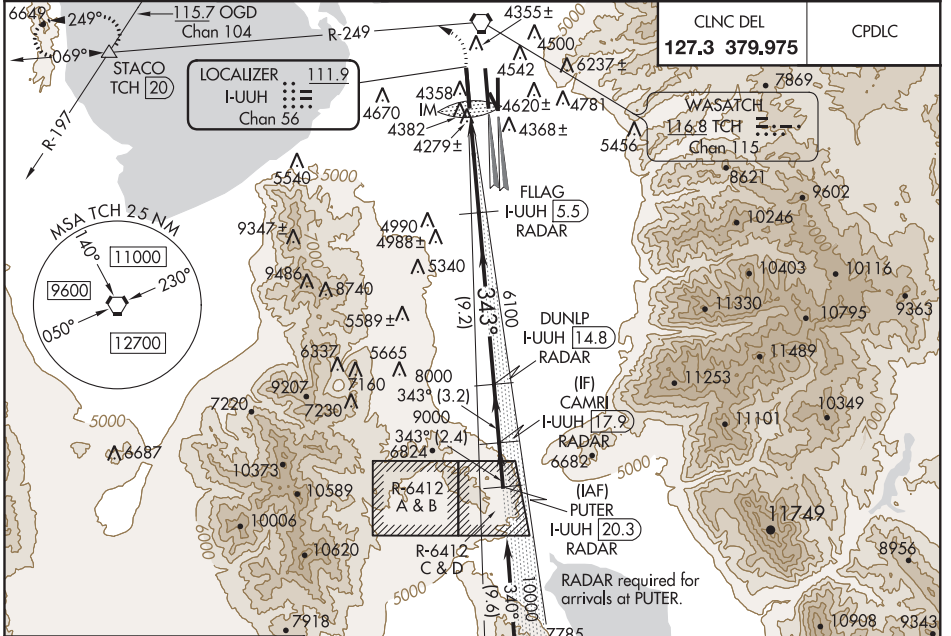 6649
249°
069°
115.7 OGD
Chan 104
R-249
STACO
TCH 20
R-197
LOCALIZER 111.9
I-UUH
Chan 56
4355±
4500
4542
6237±
CLNC DEL
127.3 379.975
CPDLC
7869
WASATCH
116.8 TCH
Chan 115
4670
4358
IM
4382
4279±
4620±
4781
4368±
5456
5540
5000
5000
8621
9602
10246
FLLAG
I-UUH 5.5
RADAR
9347±
4990
4988±
5340
9486
8740
5589±
MSA TCH 25 NM
140°
11000
230°
9600
050°
12700
10403
10116
11330
10795
9363
343°
(9.2)
6100
DUNLP
I-UUH 14.8
RADAR
11489
11253
6337
5665
7160
9207
7220
7230
8000
343° (3.2)
9000
343° (2.4)
6824
(IF)
CAMRI
I-UUH 17.9
RADAR
6682
5000
11101
10349
5000
6687
10373
10589
10006
10620
7918
R-6412
A & B
R-6412
C & D
(IAF)
PUTER
I-UUH 20.3
RADAR
11749
8956
RADAR required for
arrivals at PUTER.
5000
340°
(9.6)
10000
7785
10908
9343